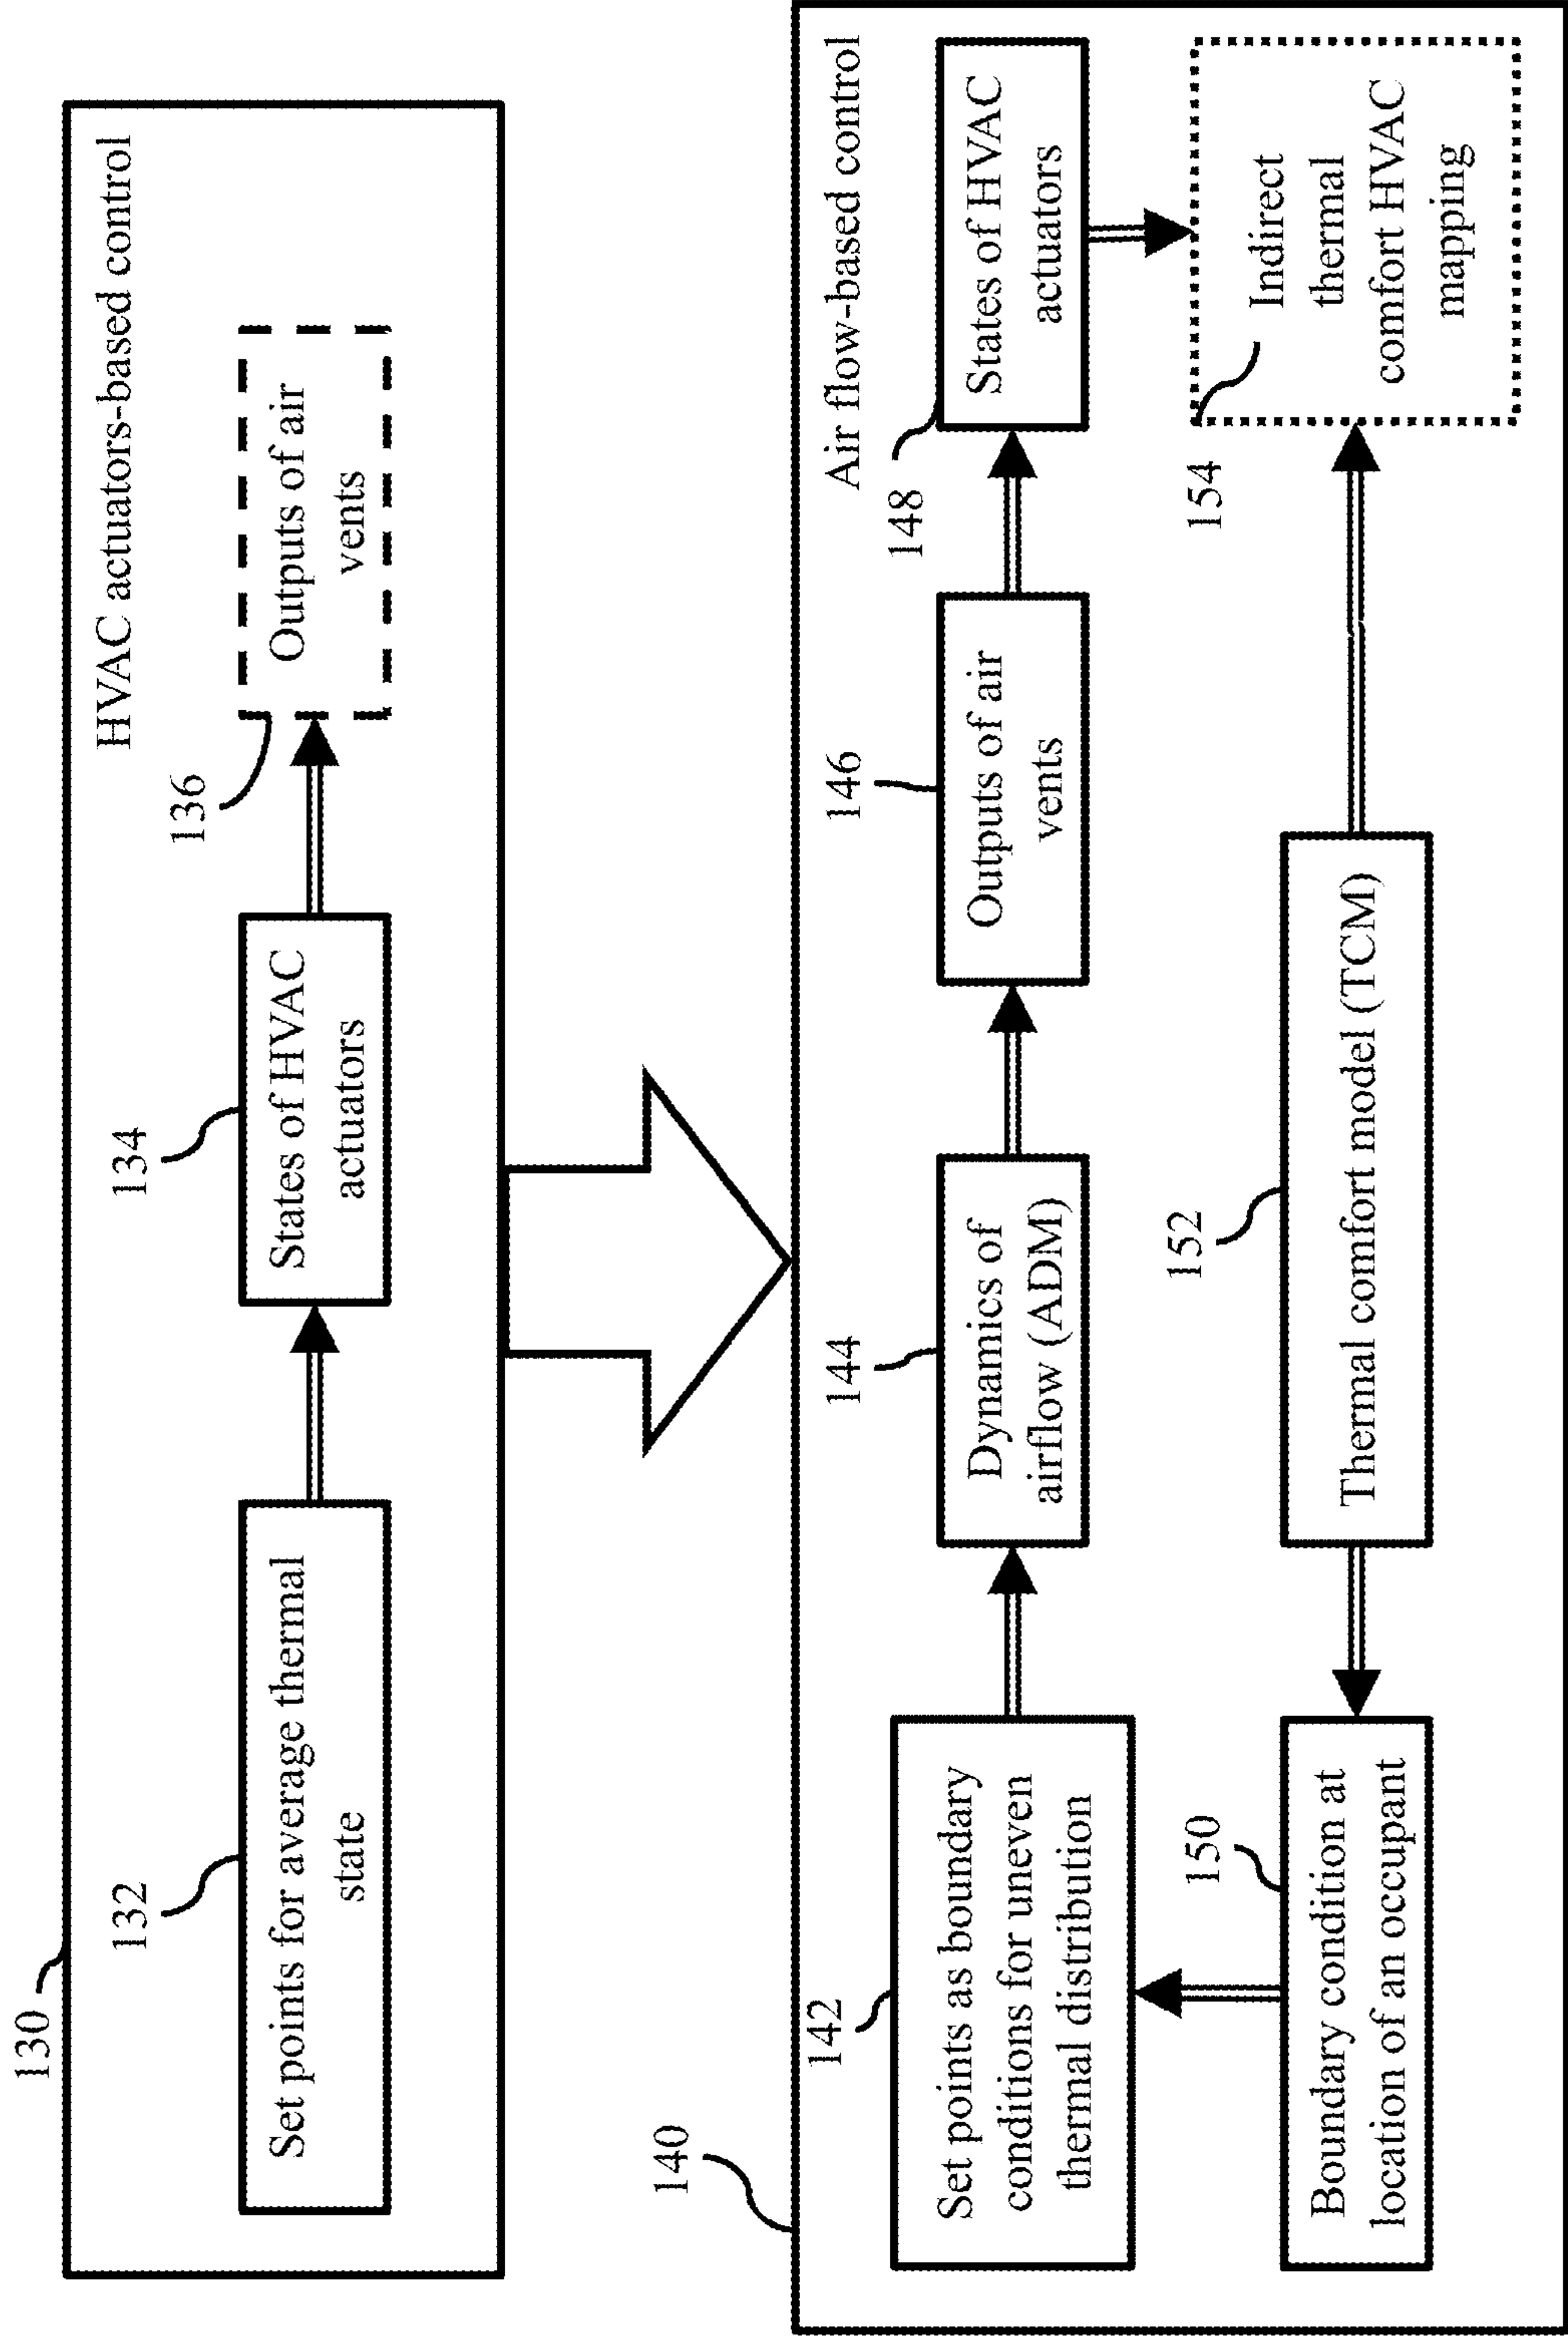 130
HVAC actuators-based control
132
134
136
Set points for average thermal
state
States of HVAC
actuators
Outputs of air
vents
140
Air flow-based control
142
144
146
148
Set points as boundary
conditions for uneven
thermal distribution
Dynamics of
airflow (ADM)
Outputs of air
vents
States of HVAC
actuators
150
152
154
Boundary condition at
location of an occupant
Thermal comfort model (TCM)
Indirect
thermal
comfort HVAC
mapping